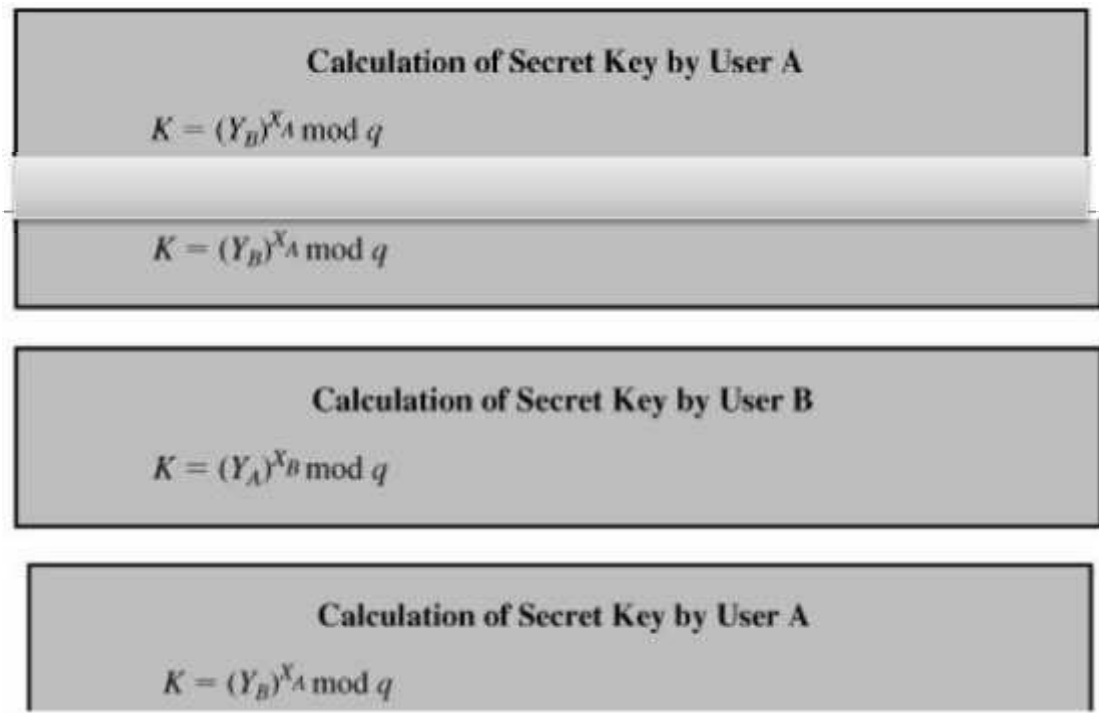 Calculation of Secret Key by User A
K = (Y_B)^{X_A} mod q
K = (Y_B)^{X_A} mod q
Calculation of Secret Key by User B
K = (Y_A)^{X_B} mod q
Calculation of Secret Key by User A
K = (Y_B)^{X_A} mod q